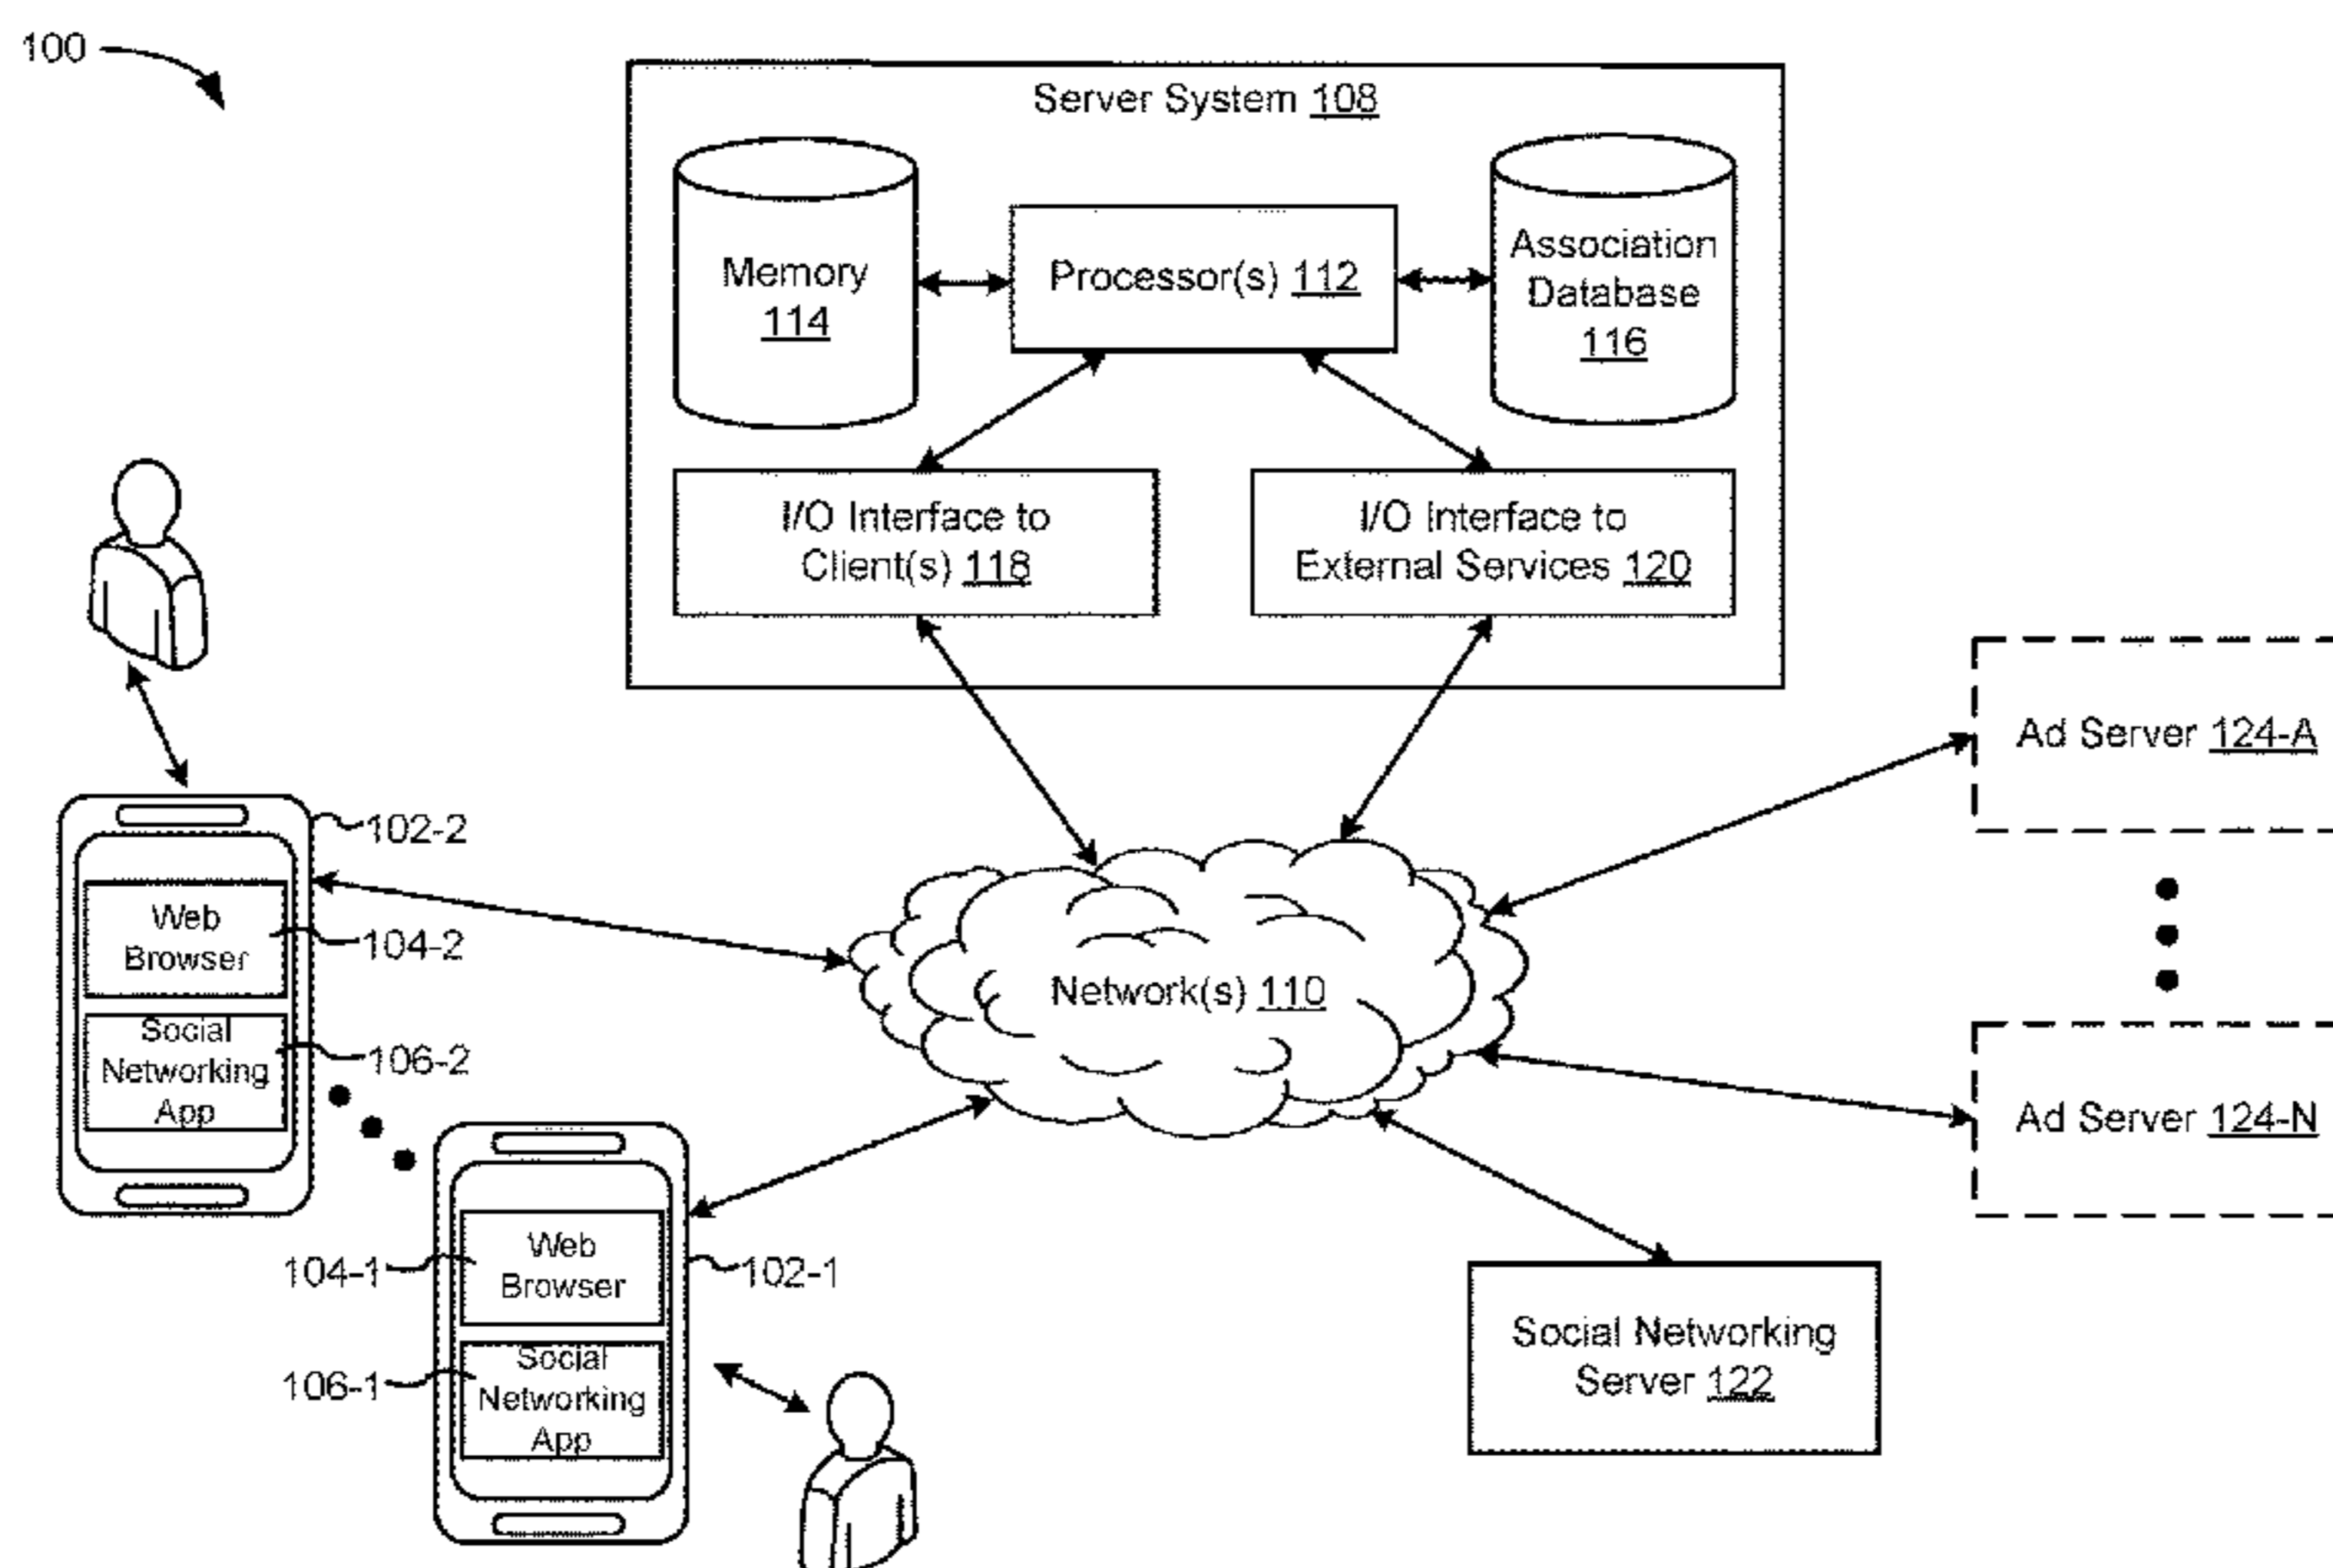 100
Server System 108
Memory
114
Processor(s) 112
Association
Database
116
I/O Interface to
Client(s) 118
I/O Interface to
External Services 120
Ad Server 124-A
102-2
Web
Browser
104-2
Social
Networking
App
106-2
Network(s) 110
Ad Server 124-N
Web
Browser
104-1
102-1
Social
Networking
App
106-1
Social Networking
Server 122